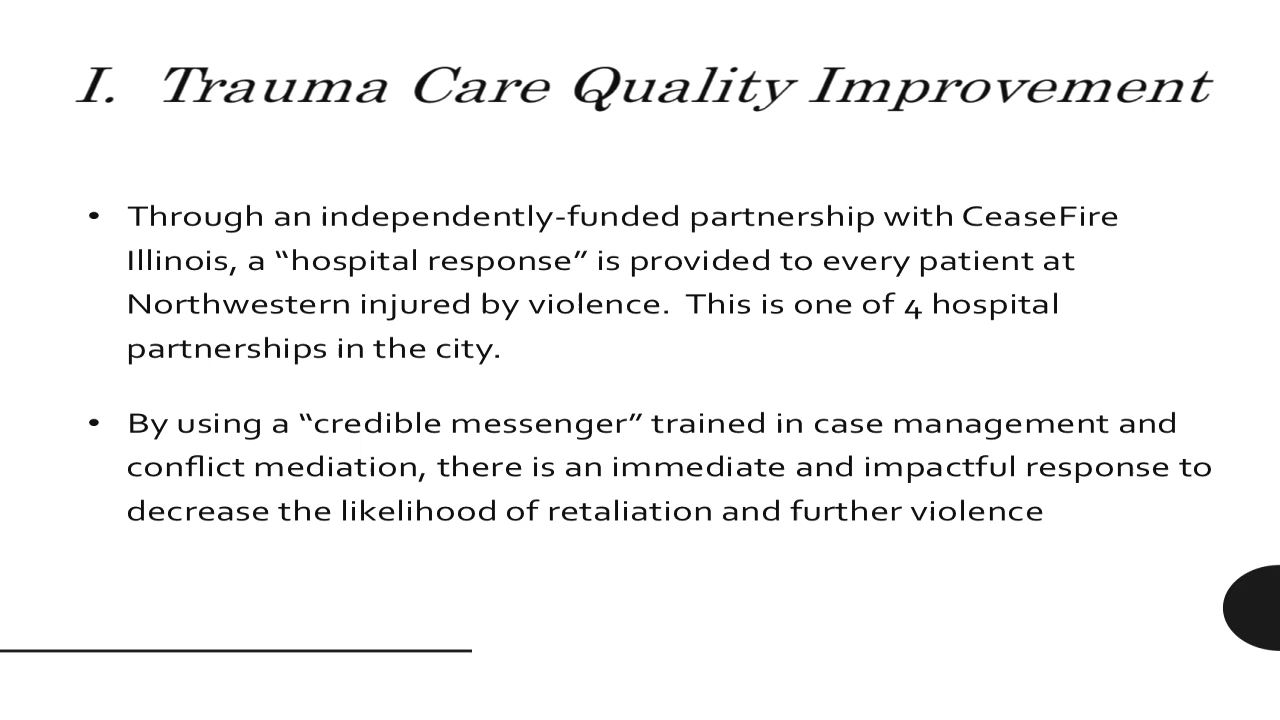 I.  Trauma Care Quality Improvement
• Through an independently-funded partnership with CeaseFire
Illinois, a “hospital response” is provided to every patient at
Northwestern injured by violence.  This is one of 4 hospital
partnerships in the city.
• By using a “credible messenger” trained in case management and
conflict mediation, there is an immediate and impactful response to
decrease the likelihood of retaliation and further violence